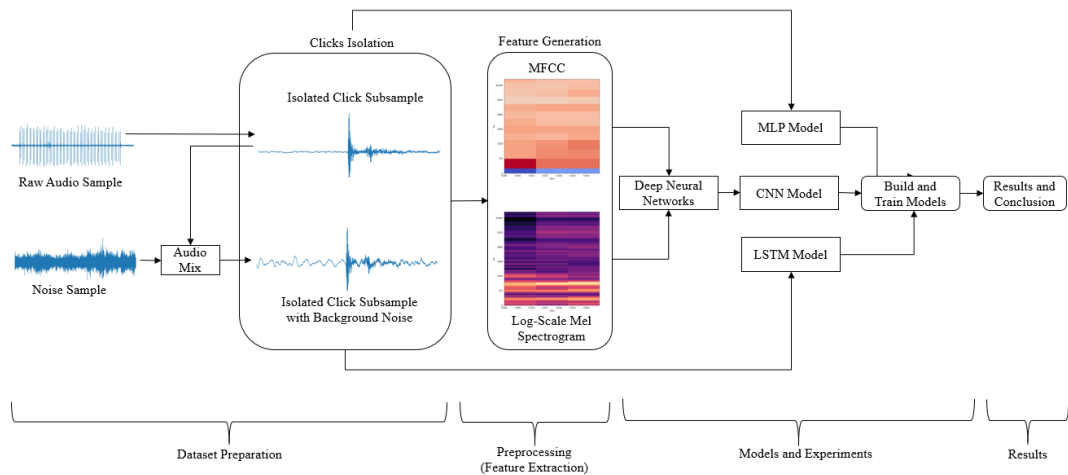 Clicks Isolation
Feature Generation
MFCC
Isolated Click Subsample
MLP Model
Raw Audio Sample
Deep Neural
Networks
CNN Model
Build and
Train Models
Results and
Conclusion
Audio
Mix
LSTM Model
Noise Sample
Isolated Click Subsample
with Background Noise
Log-Scale Mel
Spectrogram
Dataset Preparation
Preprocessing
(Feature Extraction)
Models and Experiments
Results